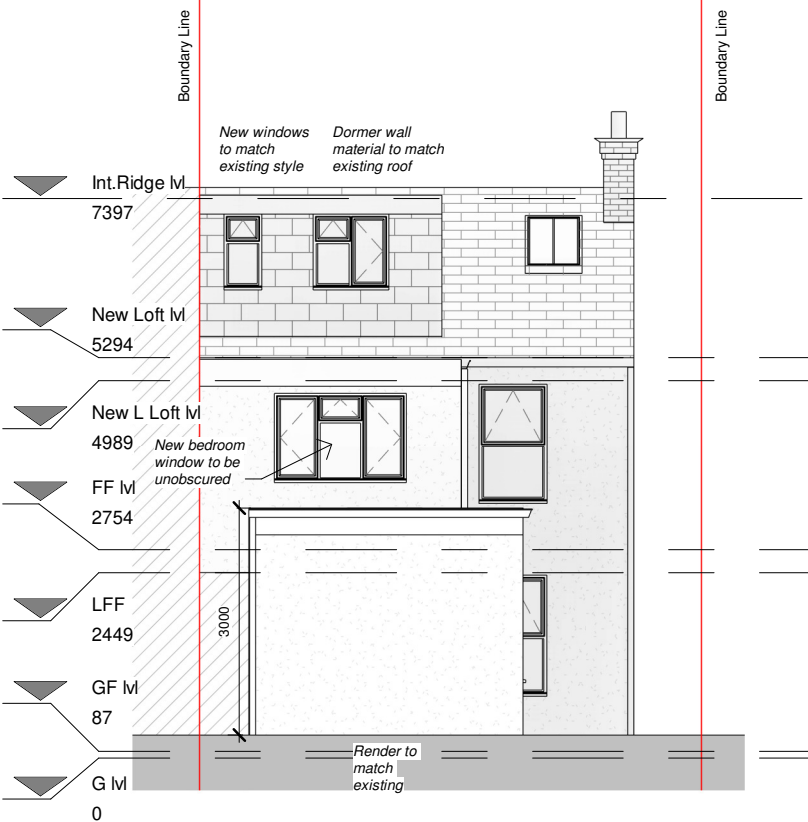 Boundary Line
Boundary Line
New windows
to match
existing style
Dormer wall
material to match
existing roof
Int.Ridge lvl
7397
New Loft lvl
5294
New L Loft lvl
4989
New bedroom
window to be
unobscured
FF lvl
2754
LFF
2449
3000
GF lvl
87
Render to
match
existing
G lvl
0